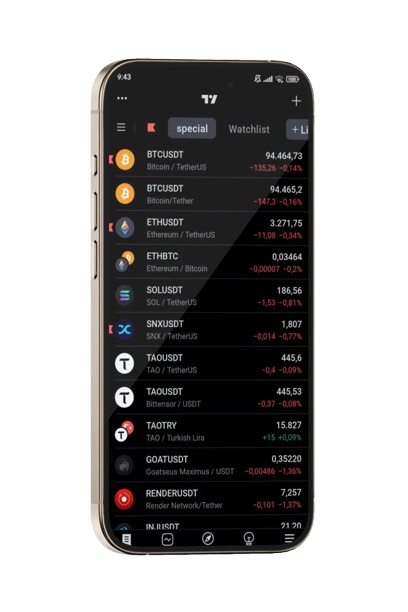 9:43
special Watchlist + Li
BTCUSDT 94.464,73
Bitcoin / TetherUS −135,26 −0,14%
BTCUSDT 94.465,2
Bitcoin/Tether −147,3 −0,16%
ETHUSDT 3.271,75
Ethereum / TetherUS −11,08 −0,34%
ETHBTC 0,03464
Ethereum / Bitcoin −0,00007 −0,2%
SOLUSDT 186,56
SOL / TetherUS −1,53 −0,81%
SNXUSDT 1,807
SNX / TetherUS −0,014 −0,77%
TAOUSDT 445,6
TAO / TetherUS −0,4 −0,09%
TAOUSDT 445,53
Bittensor / USDT −0,37 −0,08%
TAOTRY 15.827
TAO / Turkish Lira +15 +0,09%
GOATUSDT 0,35220
Goatseus Maximus / USDT −0,00486 −1,36%
RENDERUSDT 7,257
Render Network/Tether −0,101 −1,37%
INJUSDT 21,20